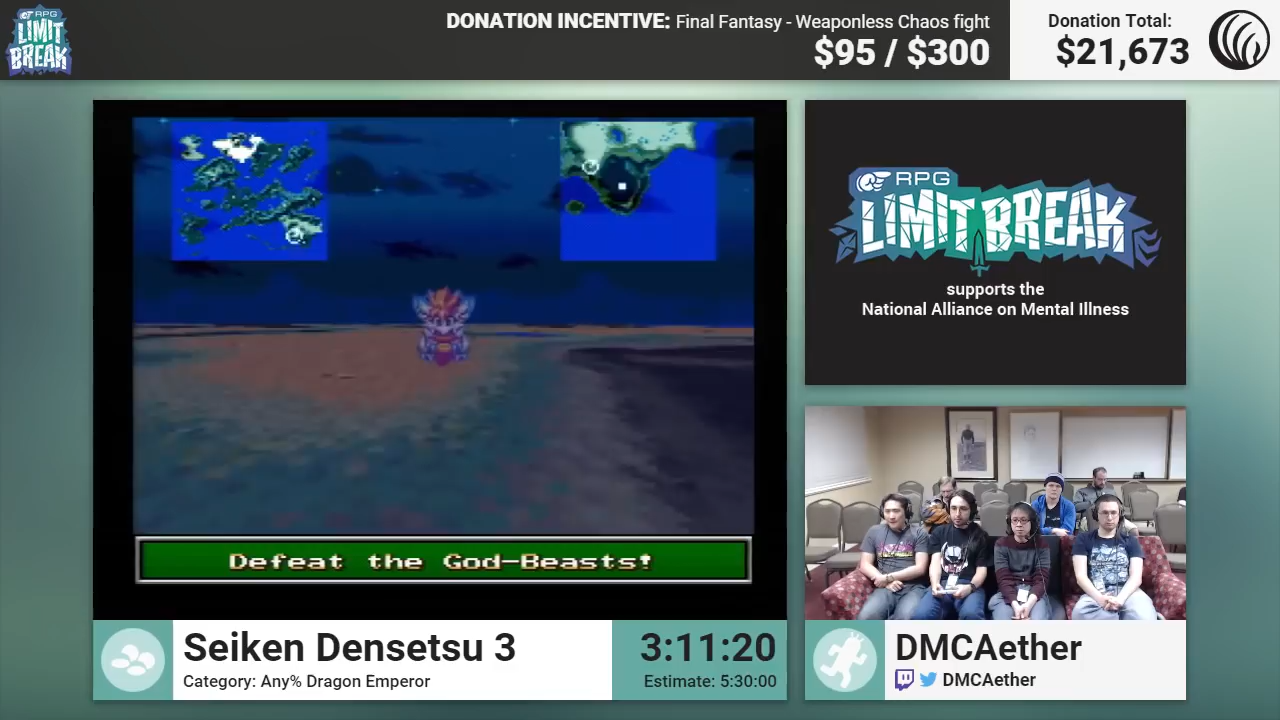 RPG
LIMIT
BREAK
DONATION INCENTIVE: Final Fantasy - Weaponless Chaos fight
$95 / $300
Donation Total:
$21,673
RPG
LIMIT BREAK
supports the
National Alliance on Mental Illness
Defeat the God-Beasts!
Seiken Densetsu 3
Category: Any% Dragon Emperor
3:11:20
Estimate: 5:30:00
DMCAether
DMCAether